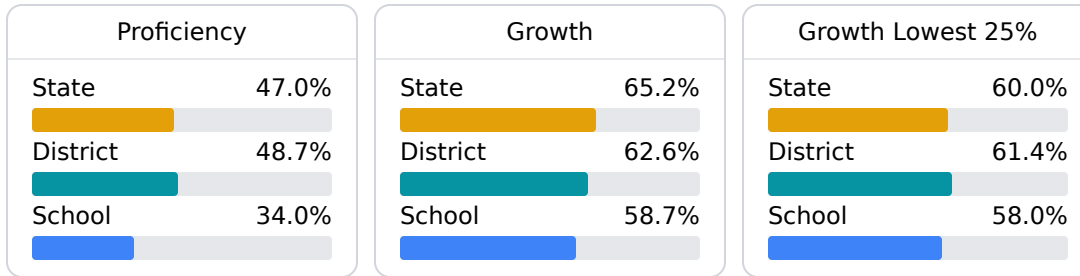 Proficiency
State 47.0%
District 48.7%
School 34.0%
Growth
State 65.2%
District 62.6%
School 58.7%
Growth Lowest 25%
State 60.0%
District 61.4%
School 58.0%